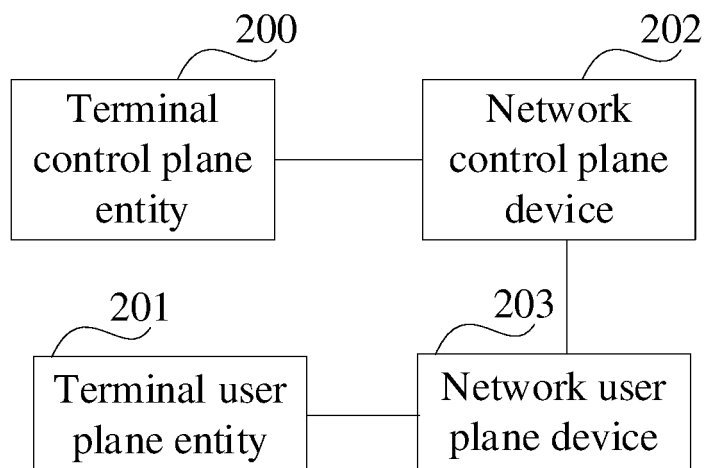 200
Terminal
control plane
entity
202
Network
control plane
device
201
Terminal user
plane entity
203
Network user
plane device